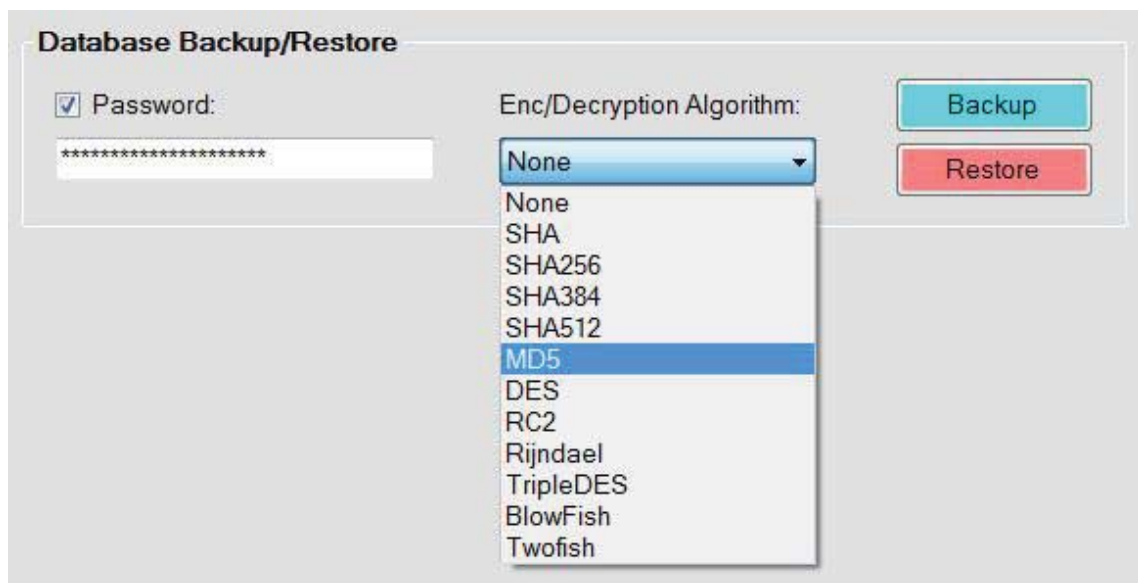 Database Backup/Restore
Password:
Enc/Decryption Algorithm:
Backup
*********************
None
Restore
None
SHA
SHA256
SHA384
SHA512
MD5
DES
RC2
Rijndael
TripleDES
BlowFish
Twofish